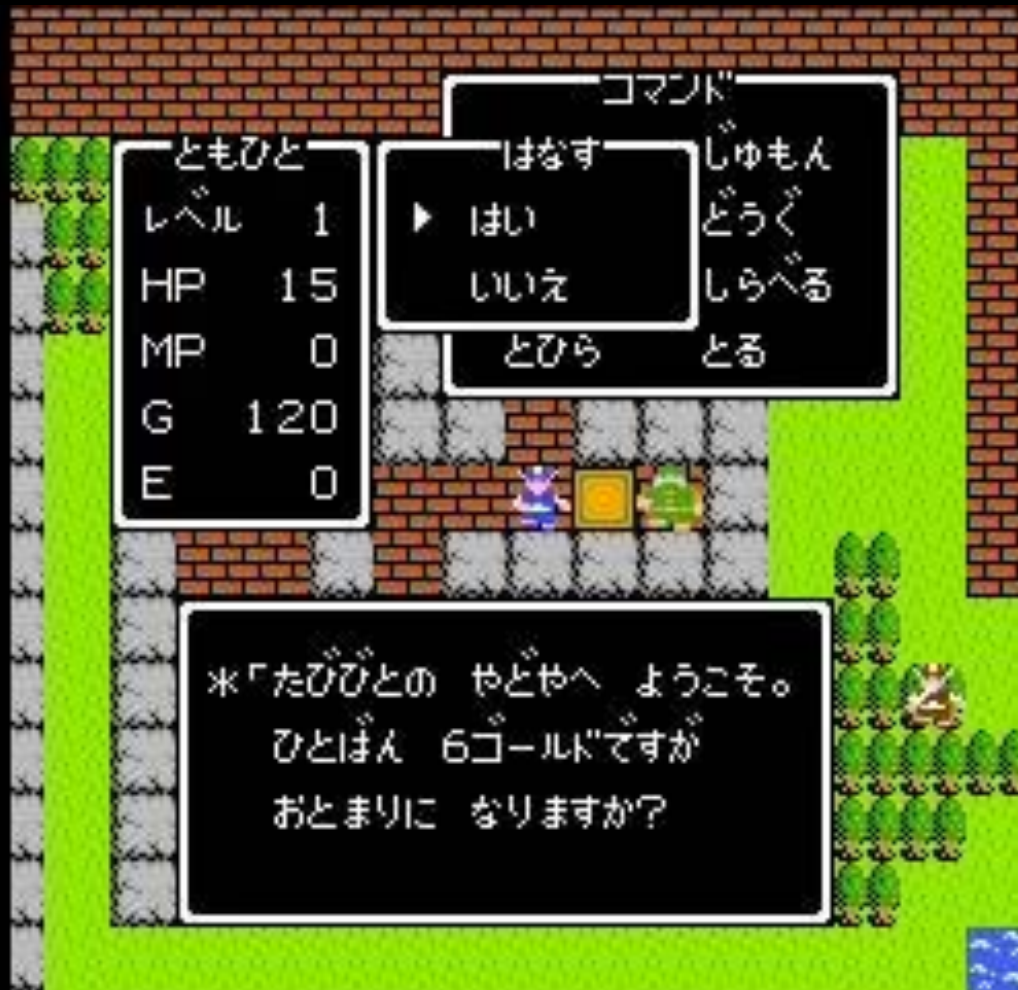 コマンド
ともひと
はなす
じゅもん
レベル 1
はい
どうぐ
HP 15
いいえ
しらべる
MP 0
とひら
とる
G 120
E 0
*「たびびとの やどやへ ようこそ。
ひとばん 6ゴールドですが
おとまりに なりますか?